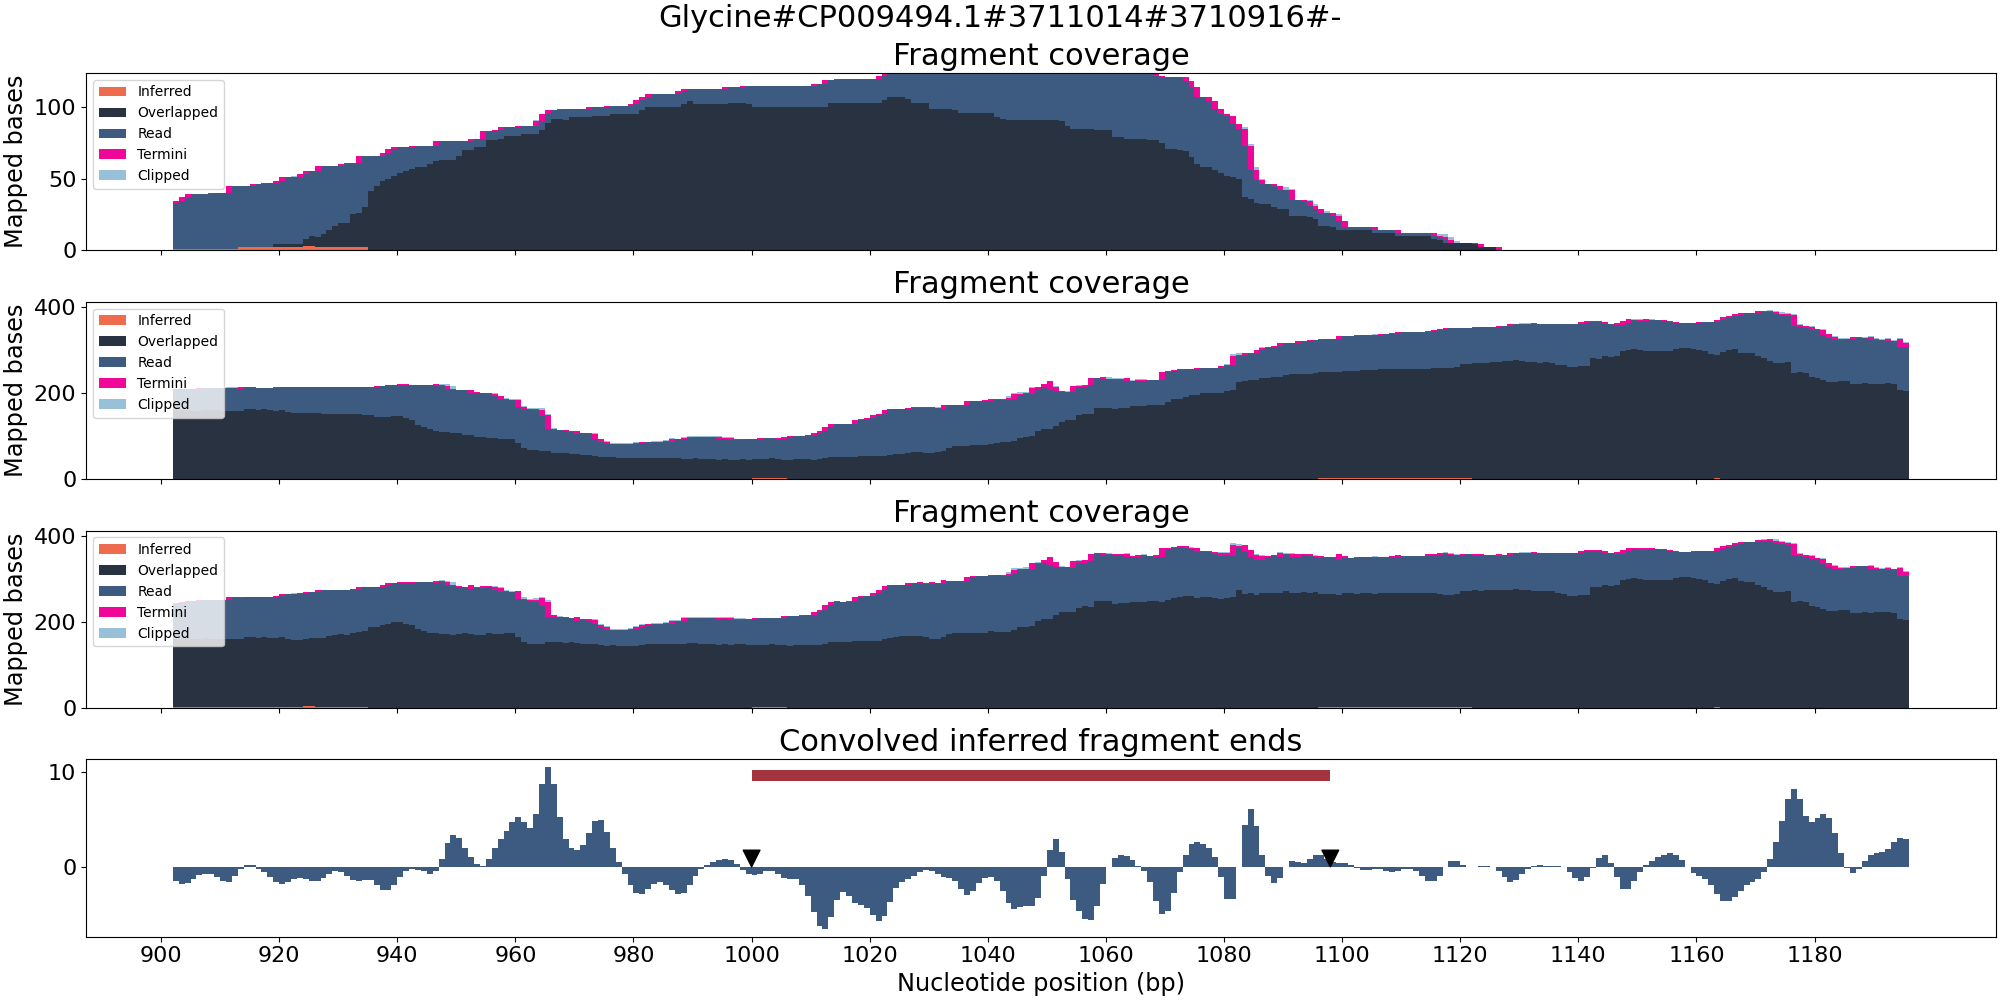 Glycine#CP009494.1#3711014#3710916#-
Fragment coverage
Mapped bases
100
50
0
Inferred
Overlapped
Read
Termini
Clipped
Fragment coverage
Mapped bases
400
200
0
Inferred
Overlapped
Read
Termini
Clipped
Fragment coverage
Mapped bases
400
200
0
Inferred
Overlapped
Read
Termini
Clipped
Convolved inferred fragment ends
10
0
900 920 940 960 980 1000 1020 1040 1060 1080 1100 1120 1140 1160 1180
Nucleotide position (bp)